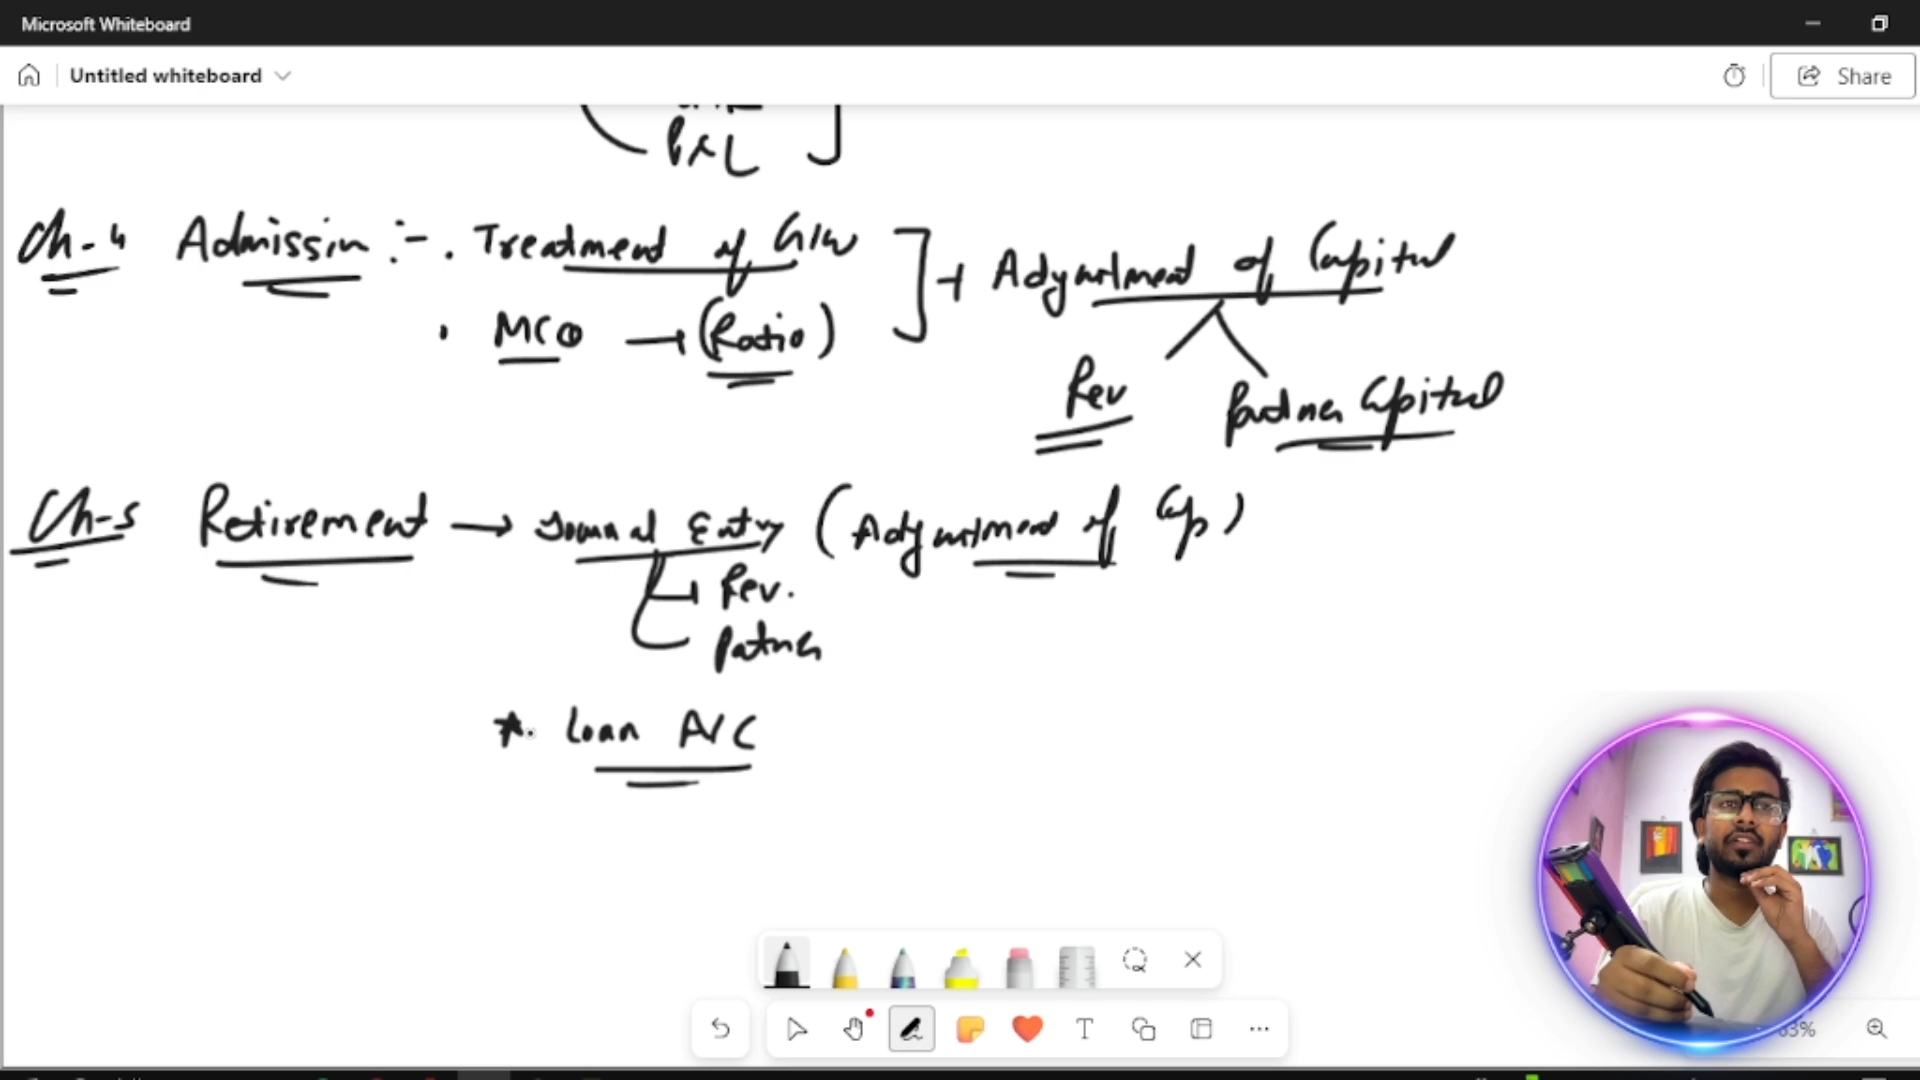 Microsoft Whiteboard
Untitled whiteboard
Share
P&L
Ch-4 Admission :- . Treatment of G/W ] + Adjustment of Capital
. MCQ → (Ratio)
Rev Partner Capital
Ch-5 Retirement → Journal Entry (Adjustment of Cap)
Rev.
Partner
*. Loan A/C
T